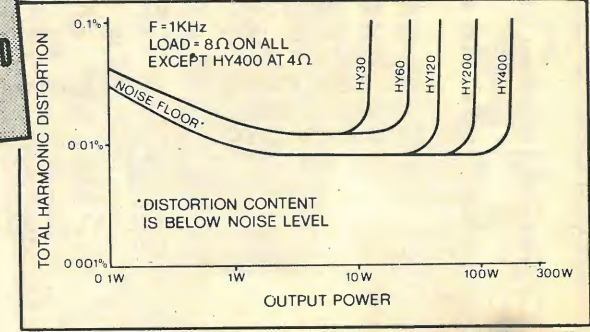 0.1%
F=1KHz
LOAD=8Ω ON ALL
EXCEPT HY400 AT 4Ω
HY30
HY60
HY120
HY200
HY400
NOISE FLOOR*
TOTAL HARMONIC DISTORTION
0·01%
*DISTORTION CONTENT
IS BELOW NOISE LEVEL
0 001%
0 1W
1W
10W
100W
300W
OUTPUT POWER